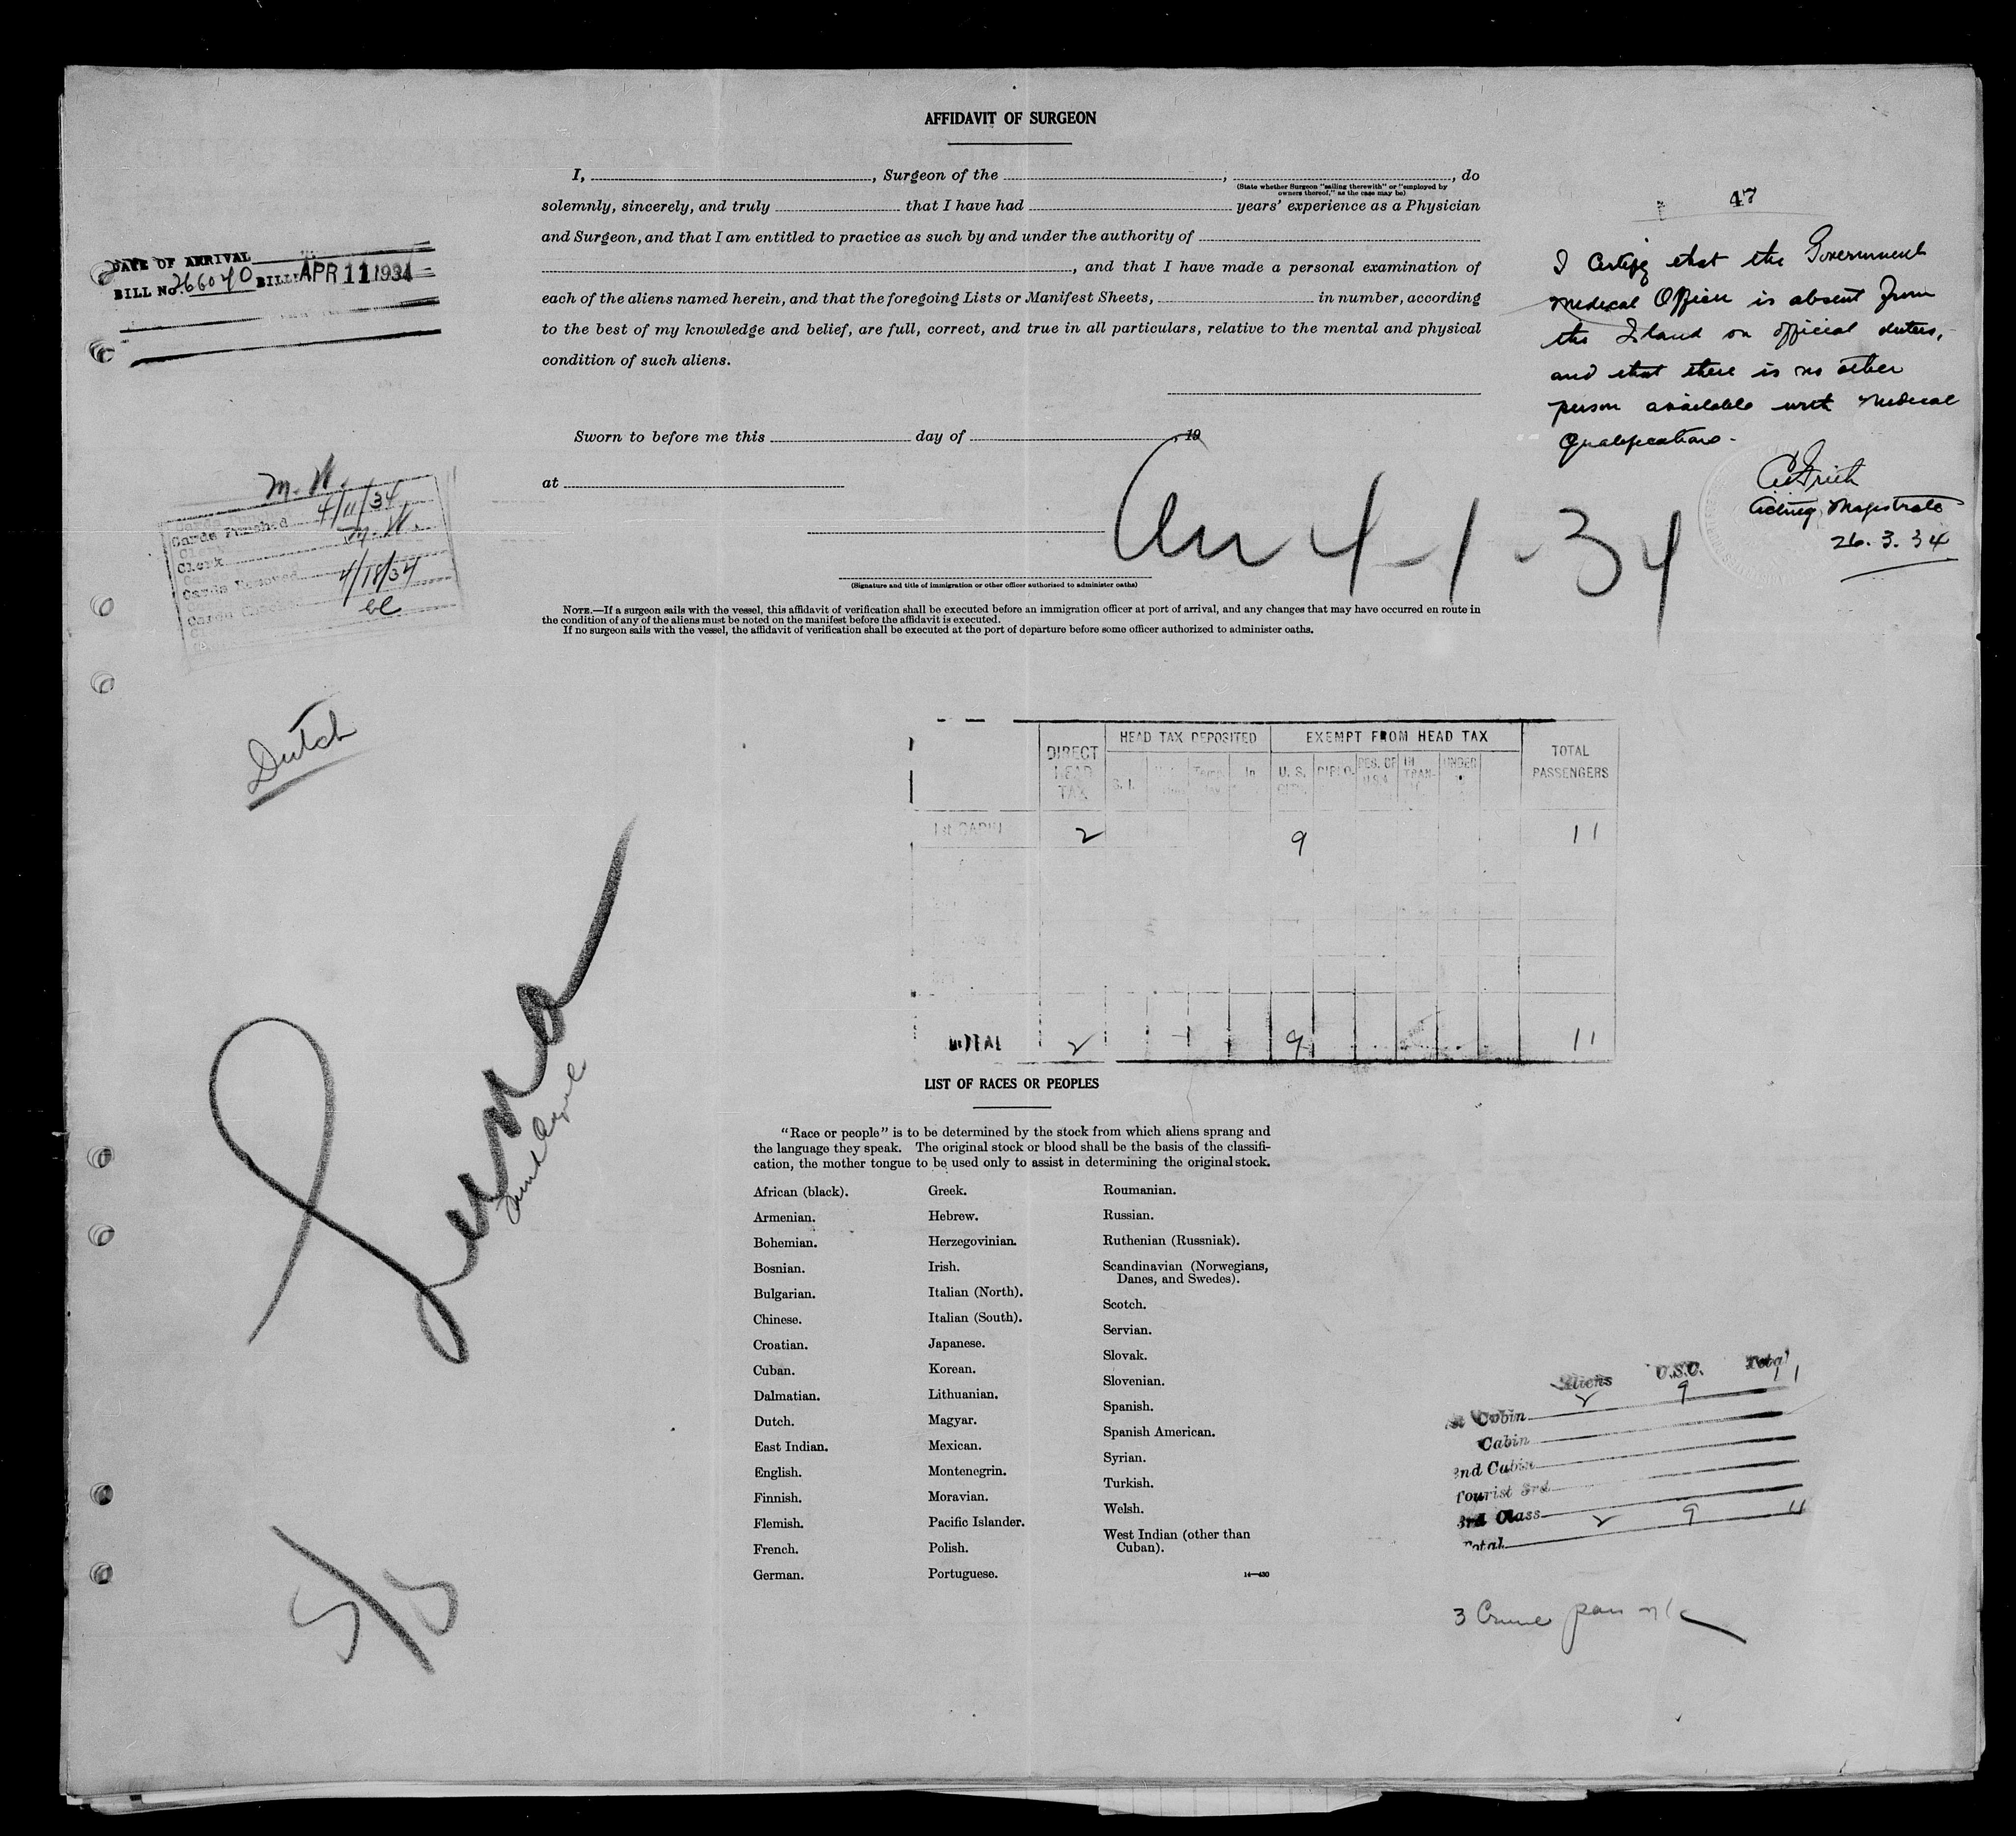 AFFIDAVIT OF SURGEON
I, , Surgeon of the , , do
(State whether Surgeon "sailing therewith" or "employed by
owners thereof," as the case may be)
solemnly, sincerely, and truly that I have had years' experience as a Physician
and Surgeon, and that I am entitled to practice as such by and under the authority of
, and that I have made a personal examination of
each of the aliens named herein, and that the foregoing Lists or Manifest Sheets, in number, according
to the best of my knowledge and belief, are full, correct, and true in all particulars, relative to the mental and physical
condition of such aliens.
Sworn to before me this day of , 19
at
(Signature and title of immigration or other officer authorized to administer oaths)
NOTE.—If a surgeon sails with the vessel, this affidavit of verification shall be executed before an immigration officer at port of arrival, and any changes that may have occurred en route in
the condition of any of the aliens must be noted on the manifest before the affidavit is executed.
If no surgeon sails with the vessel, the affidavit of verification shall be executed at the port of departure before some officer authorized to administer oaths.
47
I Certify that the Government
Medical Officer is absent from
the Island on official duties,
and that there is no other
person available with medical
Qualifications.
Acting Magistrate
26. 3. 34
4-1-34
DATE OF ARRIVAL
BILL No. 266040 BILL APR 11 1934
M. W.
Cards Punched 4/11/34
Clerk M. W.
Cards Removed 4/18/34
Cards Checked
Dutch
5/5
DIRECT HEAD TAX
HEAD TAX DEPOSITED
EXEMPT FROM HEAD TAX
TOTAL PASSENGERS
S. I. Temp. In U. S. CITZ. DIPLO. RES. OF U.S.A. IN TRAN- UNDER
1st CABIN 2 9 11
TOTAL 2 9 11
LIST OF RACES OR PEOPLES
"Race or people" is to be determined by the stock from which aliens sprang and
the language they speak. The original stock or blood shall be the basis of the classifi-
cation, the mother tongue to be used only to assist in determining the original stock.
African (black).
Armenian.
Bohemian.
Bosnian.
Bulgarian.
Chinese.
Croatian.
Cuban.
Dalmatian.
Dutch.
East Indian.
English.
Finnish.
Flemish.
French.
German.
Greek.
Hebrew.
Herzegovinian.
Irish.
Italian (North).
Italian (South).
Japanese.
Korean.
Lithuanian.
Magyar.
Mexican.
Montenegrin.
Moravian.
Pacific Islander.
Polish.
Portuguese.
Roumanian.
Russian.
Ruthenian (Russniak).
Scandinavian (Norwegians,
Danes, and Swedes).
Scotch.
Servian.
Slovak.
Slovenian.
Spanish.
Spanish American.
Syrian.
Turkish.
Welsh.
West Indian (other than
Cuban).
14—430
Aliens U.S.C. Total
1st Cabin 2 9 11
Cabin
2nd Cabin
Tourist 3rd
3rd Class
Total 2 9 11
3